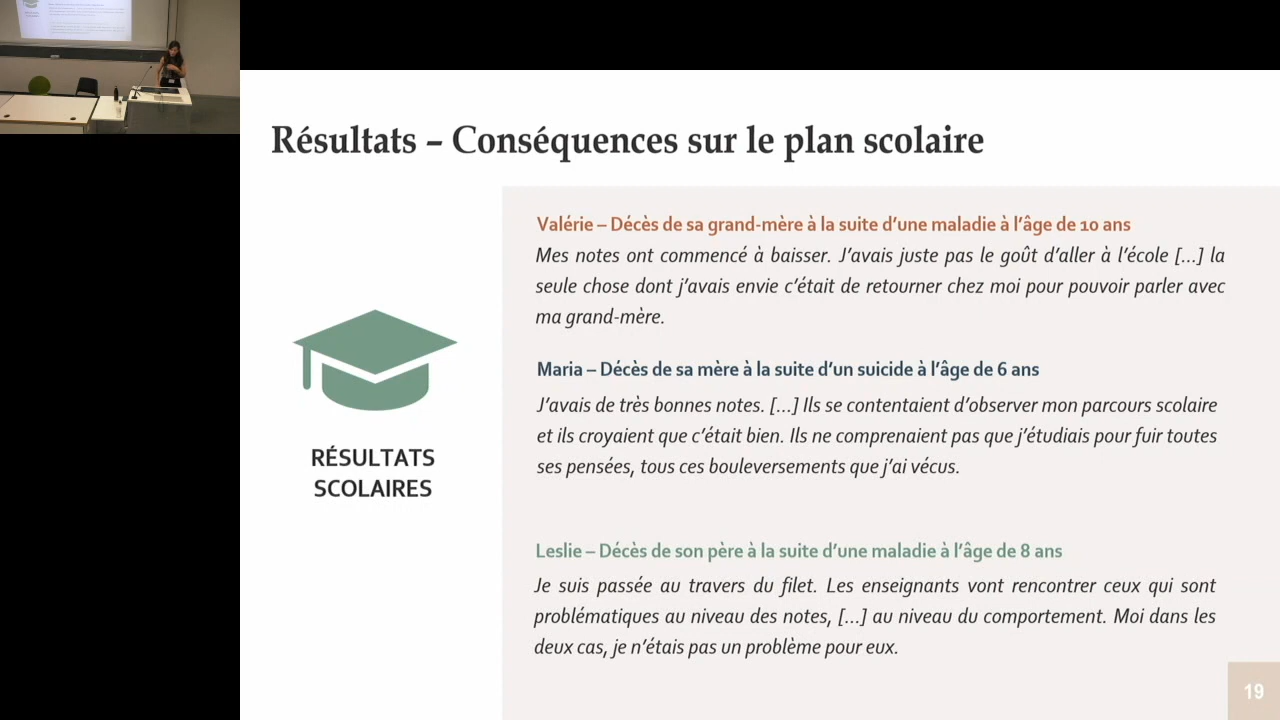 Résultats – Conséquences sur le plan scolaire
RÉSULTATS
SCOLAIRES
Valérie – Décès de sa grand-mère à la suite d'une maladie à l'âge de 10 ans
Mes notes ont commencé à baisser. J'avais juste pas le goût d'aller à l'école [...] la
seule chose dont j'avais envie c'était de retourner chez moi pour pouvoir parler avec
ma grand-mère.
Maria – Décès de sa mère à la suite d'un suicide à l'âge de 6 ans
J'avais de très bonnes notes. [...] Ils se contentaient d'observer mon parcours scolaire
et ils croyaient que c'était bien. Ils ne comprenaient pas que j'étudiais pour fuir toutes
ses pensées, tous ces bouleversements que j'ai vécus.
Leslie – Décès de son père à la suite d'une maladie à l'âge de 8 ans
Je suis passée au travers du filet. Les enseignants vont rencontrer ceux qui sont
problématiques au niveau des notes, [...] au niveau du comportement. Moi dans les
deux cas, je n'étais pas un problème pour eux.
19